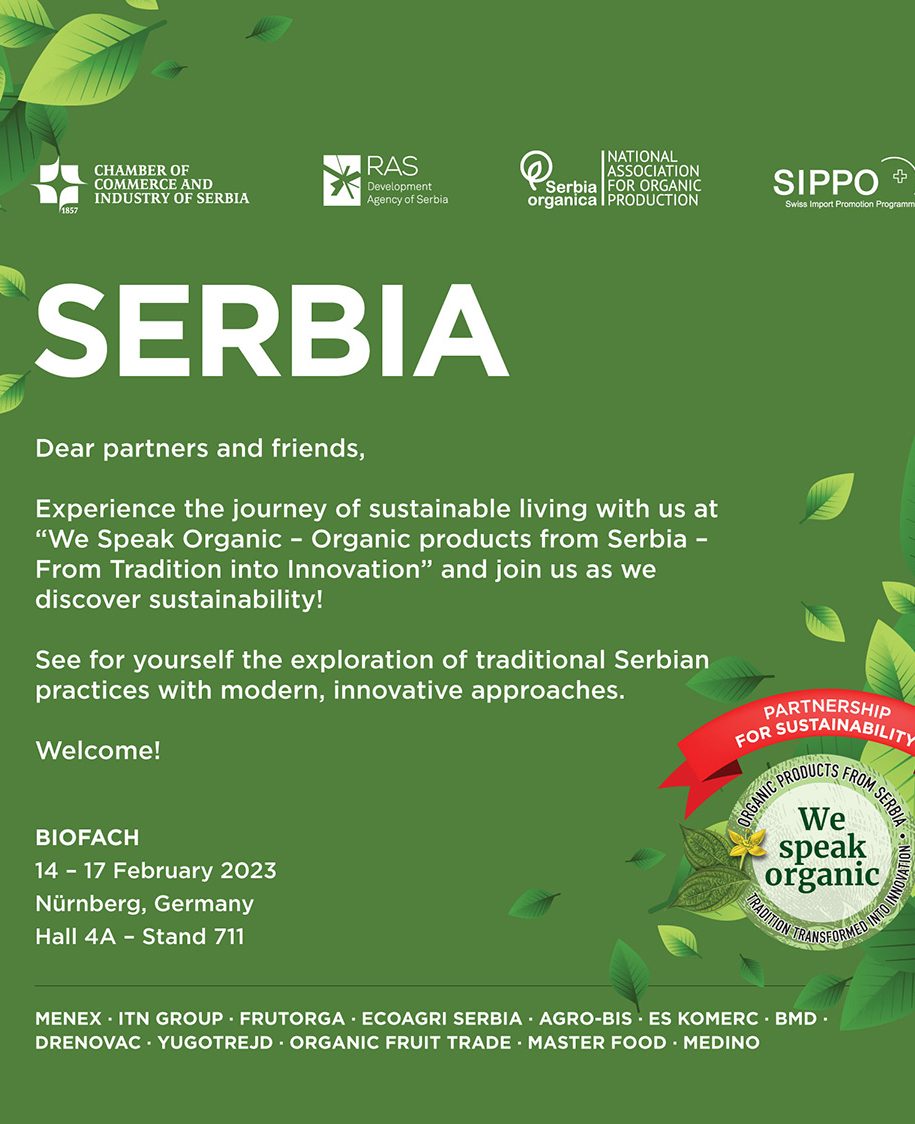 CHAMBER OF
COMMERCE AND
INDUSTRY OF SERBIA
1857
RAS
Development
Agency of Serbia
Serbia
organica
NATIONAL
ASSOCIATION
FOR ORGANIC
PRODUCTION
SIPPO
Swiss Import Promotion Programm
SERBIA
Dear partners and friends,
Experience the journey of sustainable living with us at
“We Speak Organic – Organic products from Serbia –
From Tradition into Innovation” and join us as we
discover sustainability!
See for yourself the exploration of traditional Serbian
practices with modern, innovative approaches.
Welcome!
PARTNERSHIP
FOR SUSTAINABILITY
ORGANIC PRODUCTS FROM SERBIA •
We
speak
organic
TRADITION TRANSFORMED INTO INNOVATION
BIOFACH
14 – 17 February 2023
Nürnberg, Germany
Hall 4A – Stand 711
MENEX · ITN GROUP · FRUTORGA · ECOAGRI SERBIA · AGRO-BIS · ES KOMERC · BMD ·
DRENOVAC · YUGOTREJD · ORGANIC FRUIT TRADE · MASTER FOOD · MEDINO